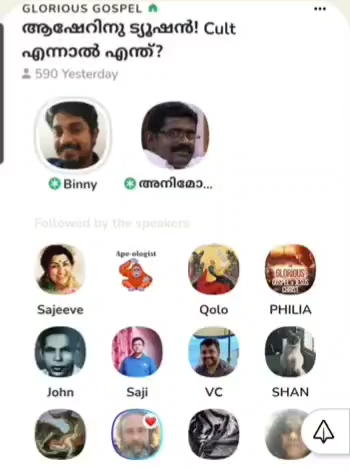 GLORIOUS GOSPEL
ആഷേറിനു ട്യൂഷൻ! Cult
എന്നാൽ എന്ത്?
590 Yesterday
Binny അനിമോ...
Followed by the speakers
Ape-ologist
GLORIOUS
GOSPEL OF JESUS
CHRIST
Sajeeve Qolo PHILIA
John Saji VC SHAN